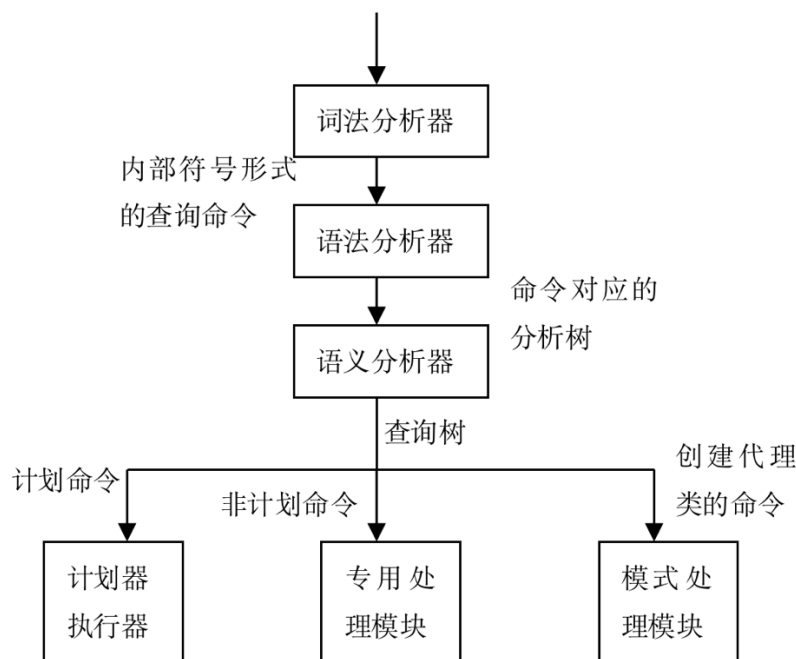 词法分析器
内部符号形式
的查询命令
语法分析器
命令对应的
分析树
语义分析器
查询树
计划命令
非计划命令
创建代理
类的命令
计划器
执行器
专用处
理模块
模式处
理模块